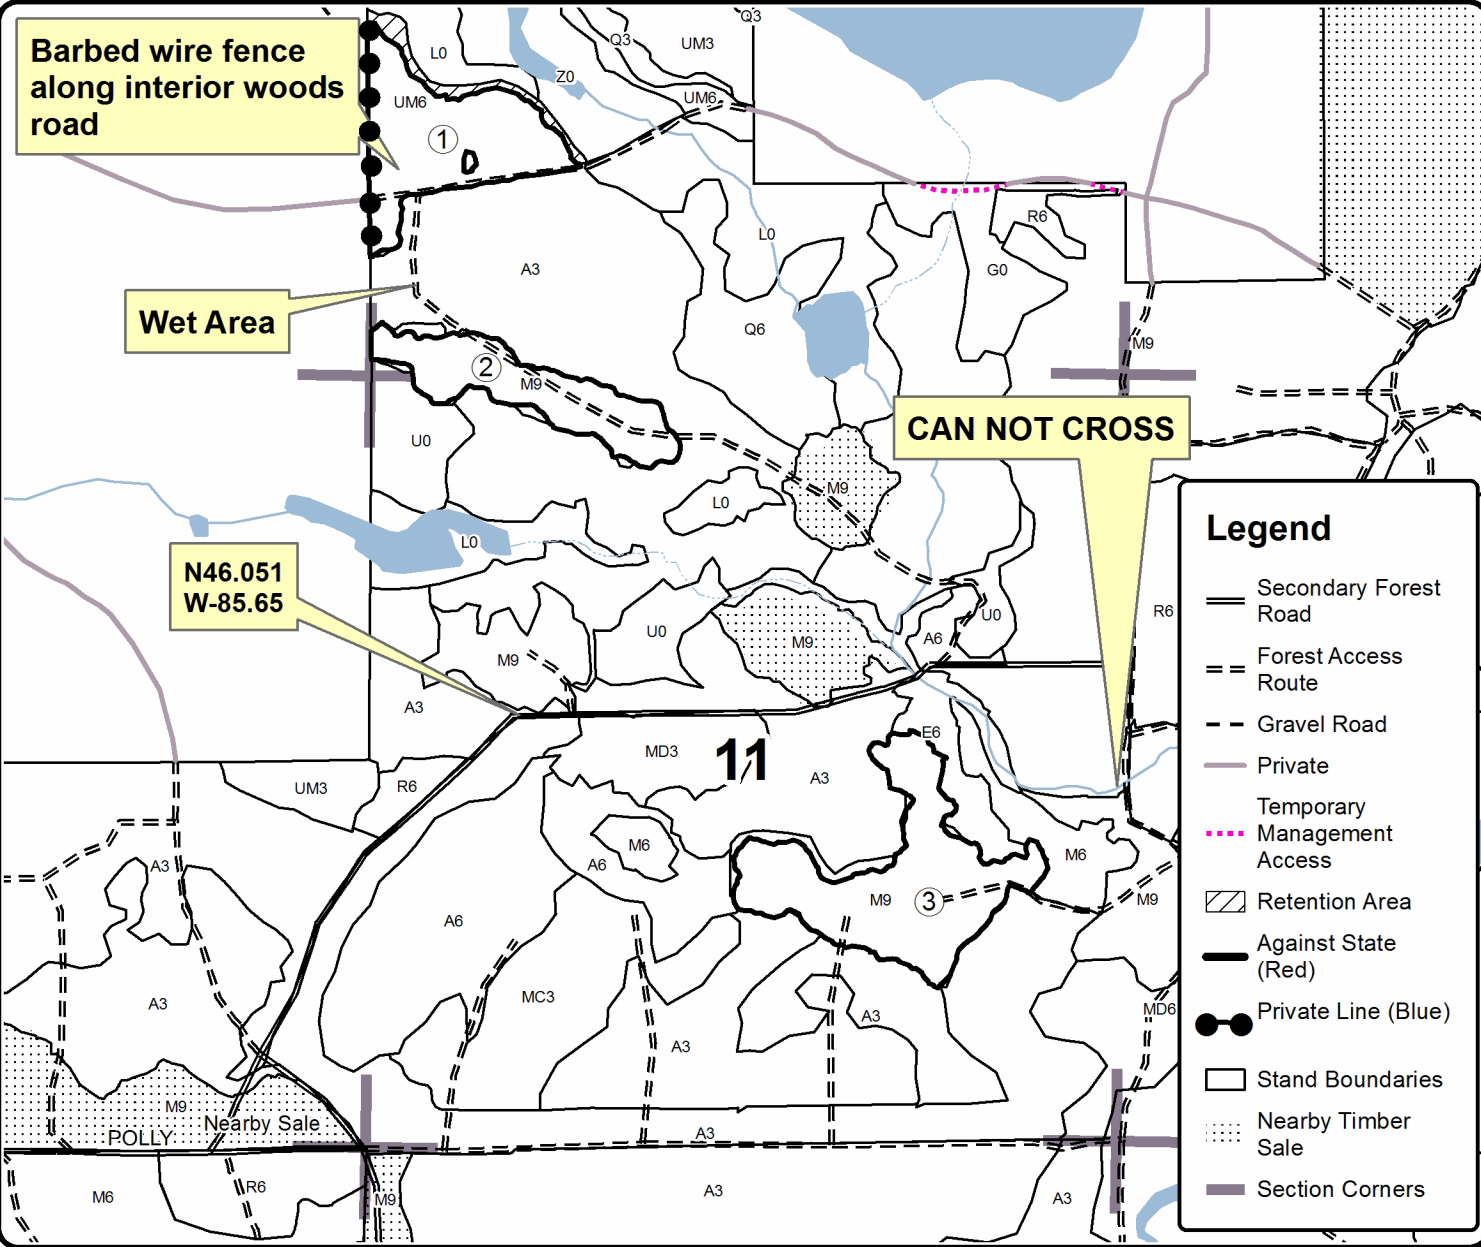 Barbed wire fence
along interior woods
road
Q3
Q3
UM3
L0
Z0
UM6
UM6
1
L0
R6
A3
G0
Wet Area
Q6
M9
2
M9
CAN NOT CROSS
U0
M9
L0
L0
N46.051
W-85.65
U0
A6
U0
M9
M9
R6
A3
E6
MD3
11
A3
UM3
R6
M6
A6
M6
A3
M9
3
M9
A6
MC3
A3
A3
A3
MD6
M9
Nearby Sale
POLLY
A3
M6
R6
M9
A3
A3
Legend
Secondary Forest
Road
Forest Access
Route
Gravel Road
Private
Temporary
Management
Access
Retention Area
Against State
(Red)
Private Line (Blue)
Stand Boundaries
Nearby Timber
Sale
Section Corners